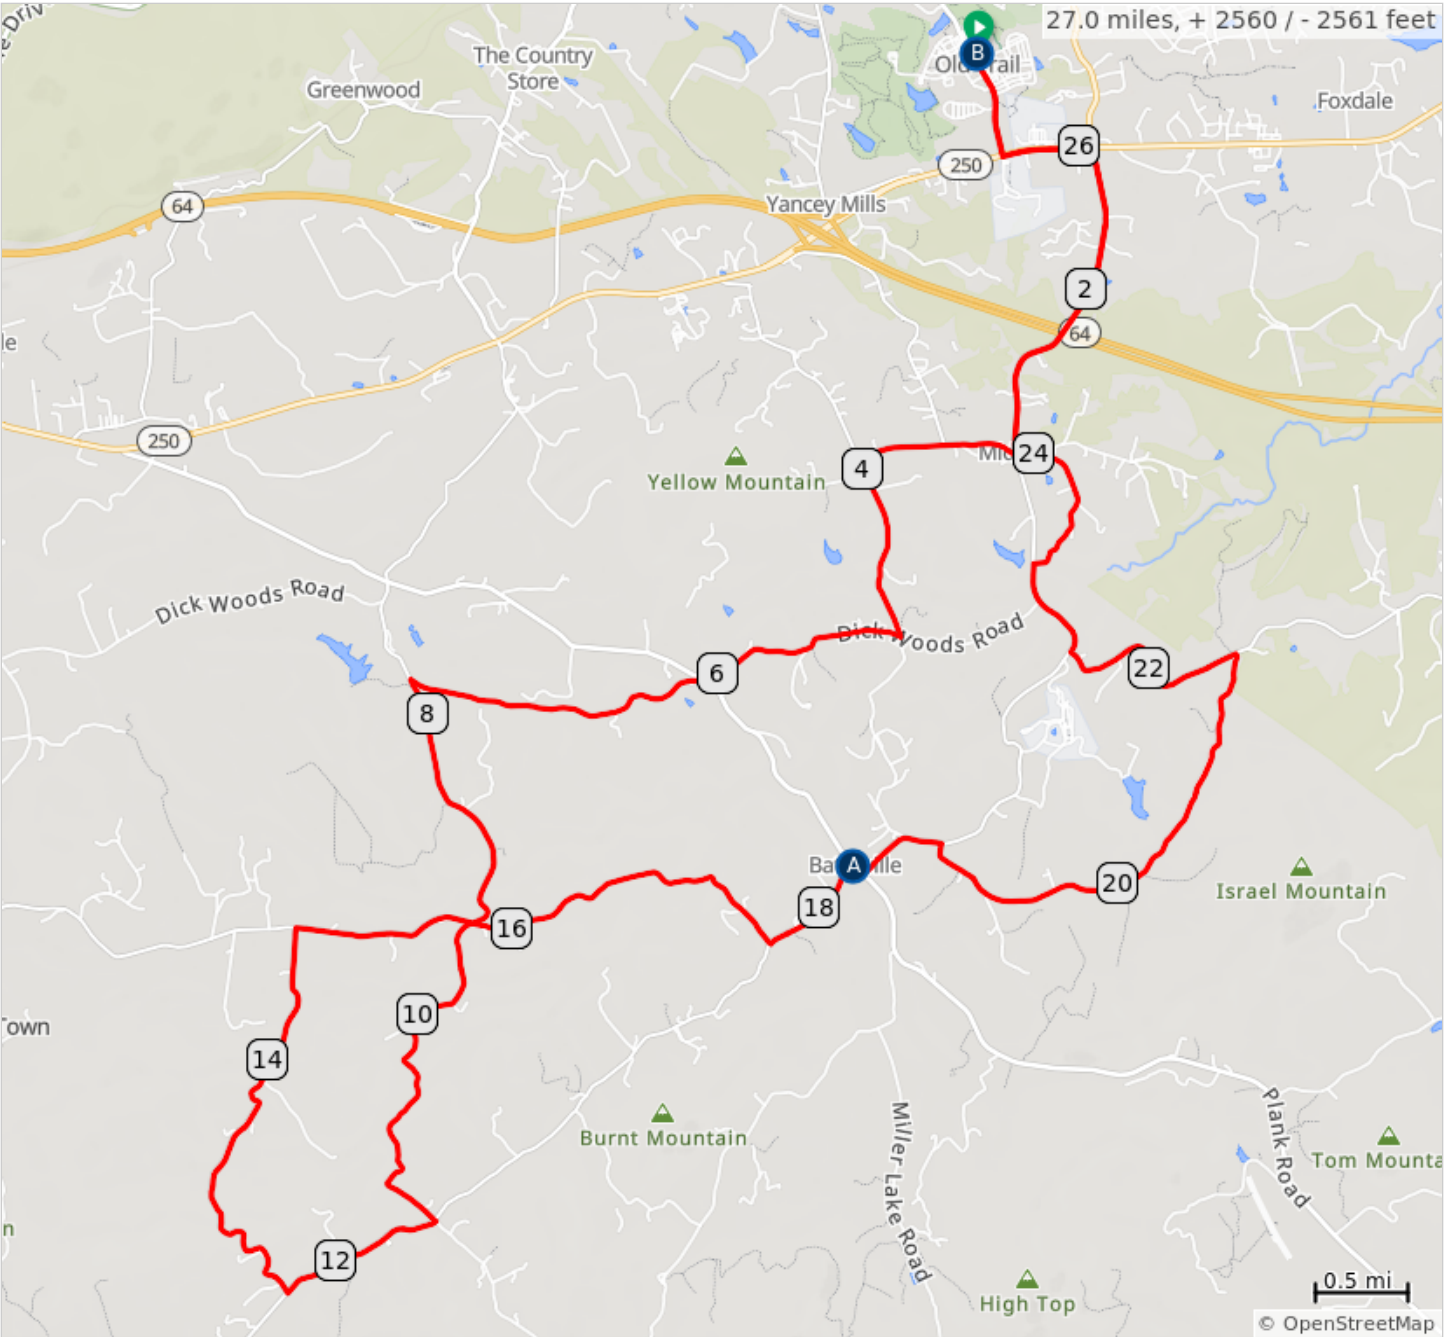 27.0 miles, + 2560 / - 2561 feet
B
The Country
Store
Greenwood
Foxdale
26
250
64
Yancey Mills
2
64
250
24
4
Yellow Mountain
Dick Woods Road
Dick Woods Road
6
22
8
A
20
Israel Mountain
18
16
10
Town
14
Burnt Mountain
Miller Lake Road
Plank Road
12
High Top
0.5 mi
© OpenStreetMap